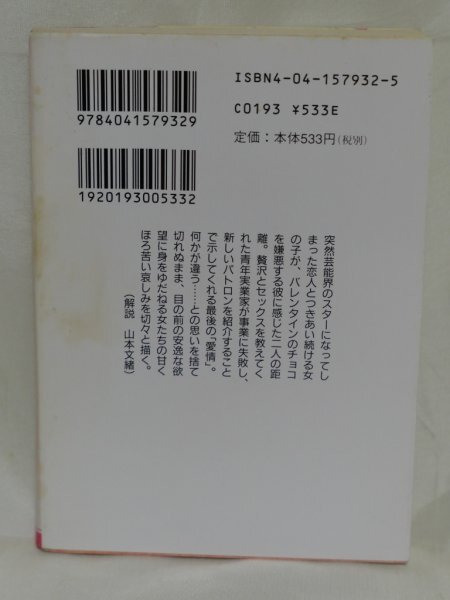 9784041579329
1920193005332
ISBN4-04-157932-5
C0193 ¥533E
定価：本体533円（税別）
突然芸能界のスターになってし
まった恋人とつきあい続ける女
の子が、バレンタインのチョコ
を嫌悪する彼に感じた二人の距
離。贅沢とセックスを教えてく
れた青年実業家が事業に失敗し、
新しいパトロンを紹介すること
で示してくれる最後の「愛情」。
何かが違う……との思いを捨て
切れぬまま、目の前の安逸な欲
望に身をゆだねる女たちの甘く
ほろ苦い哀しみを切々と描く。
（解説　山本文緒）